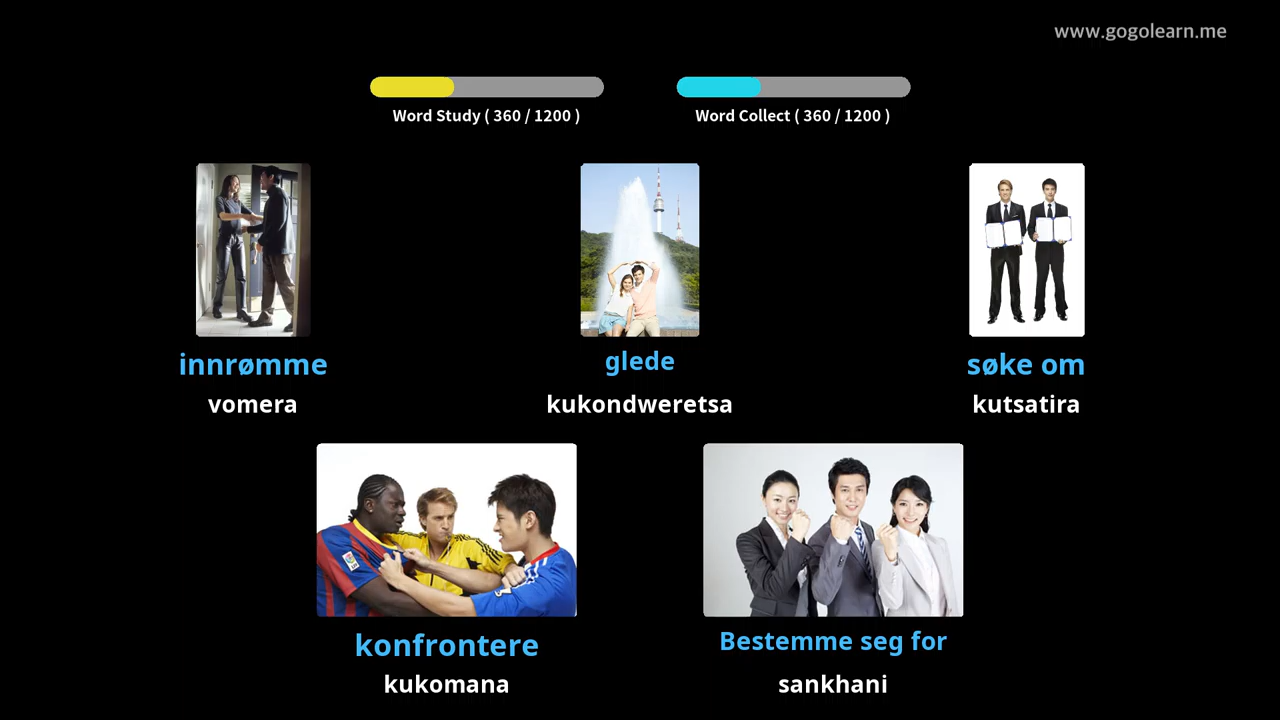 www.gogolearn.me
Word Study ( 360 / 1200 )
Word Collect ( 360 / 1200 )
innrømme
glede
søke om
vomera
kukondweretsa
kutsatira
konfrontere
Bestemme seg for
kukomana
sankhani